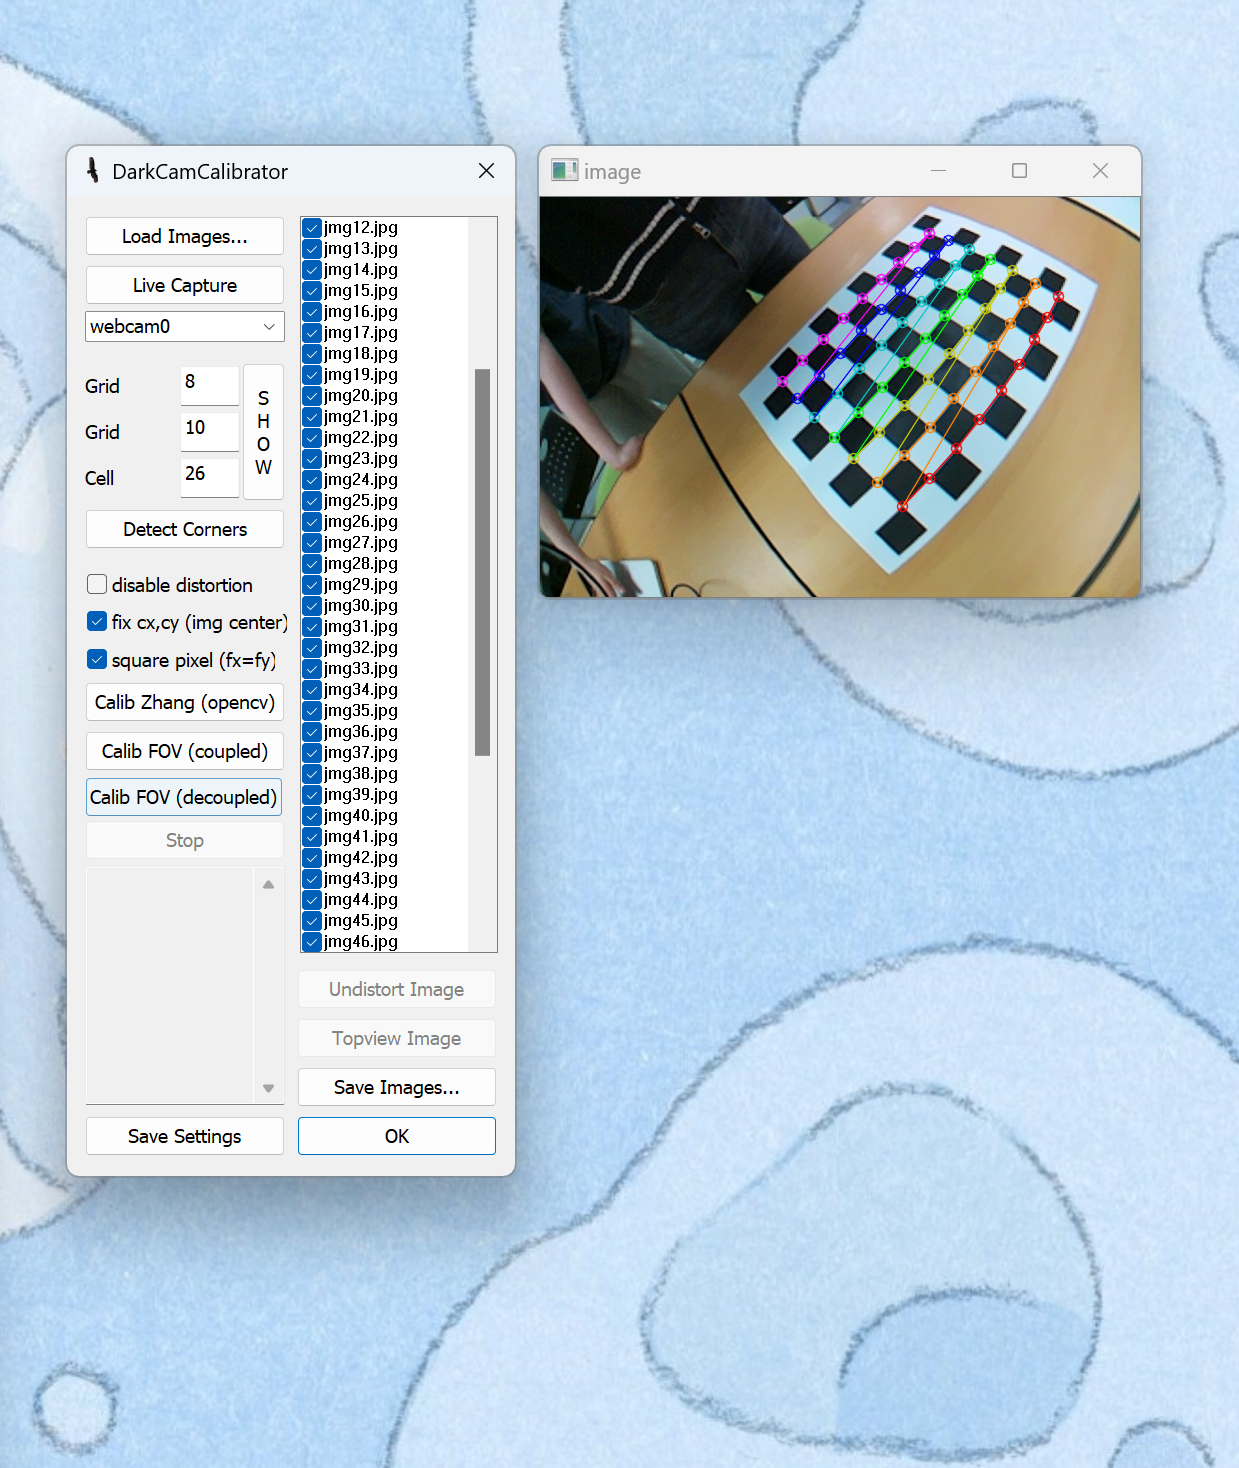 DarkCamCalibrator
Load Images...
Live Capture
webcam0
Grid 8
Grid 10
Cell 26
S
H
O
W
Detect Corners
disable distortion
fix cx,cy (img center)
square pixel (fx=fy)
Calib Zhang (opencv)
Calib FOV (coupled)
Calib FOV (decoupled)
Stop
Save Settings
jmg12.jpg
jmg13.jpg
jmg14.jpg
jmg15.jpg
jmg16.jpg
jmg17.jpg
jmg18.jpg
jmg19.jpg
jmg20.jpg
jmg21.jpg
jmg22.jpg
jmg23.jpg
jmg24.jpg
jmg25.jpg
jmg26.jpg
jmg27.jpg
jmg28.jpg
jmg29.jpg
jmg30.jpg
jmg31.jpg
jmg32.jpg
jmg33.jpg
jmg34.jpg
jmg35.jpg
jmg36.jpg
jmg37.jpg
jmg38.jpg
jmg39.jpg
jmg40.jpg
jmg41.jpg
jmg42.jpg
jmg43.jpg
jmg44.jpg
jmg45.jpg
jmg46.jpg
Undistort Image
Topview Image
Save Images...
OK
image